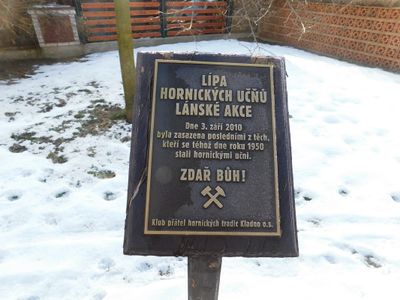 LÍPA
HORNICKÝCH UČŇŮ
LÁNSKÉ AKCE
Dne 3. září 2010
byla zasazena posledními z těch,
kteří se téhož dne roku 1950
stali hornickými učni.
ZDAŘ BŮH!
Klub přátel hornických tradic Kladno o.s.